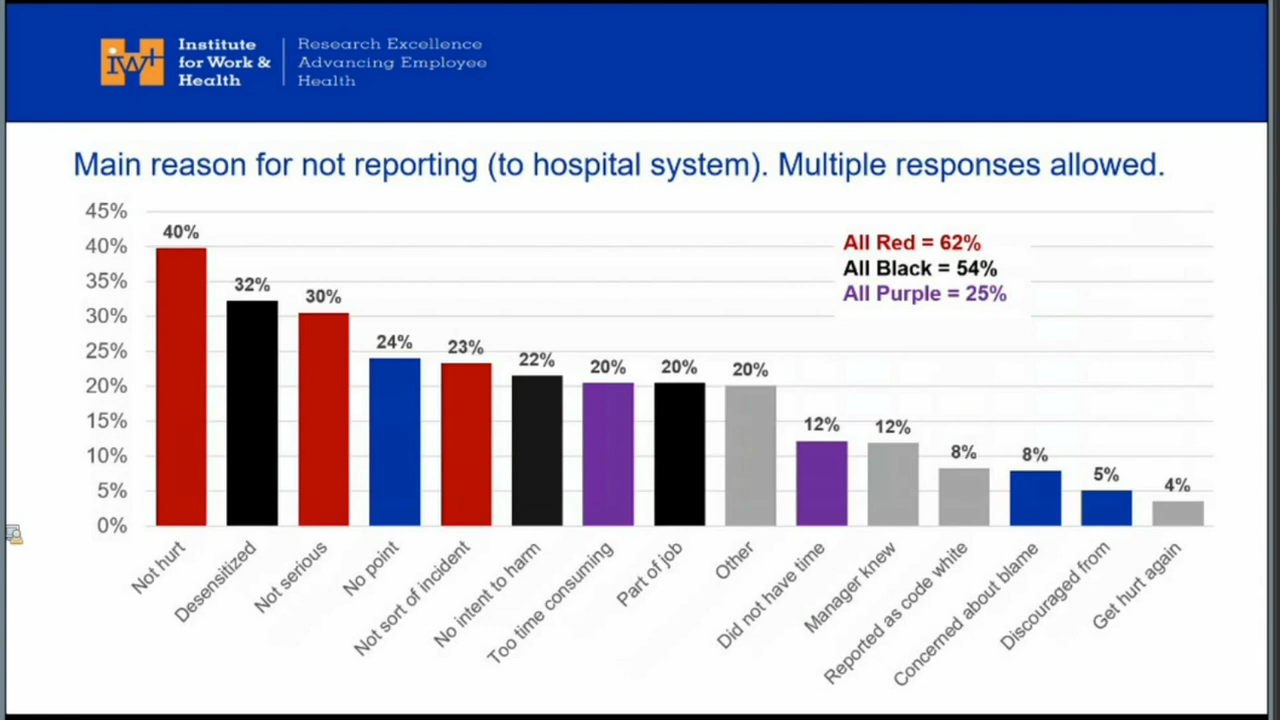 iw+
Institute
for Work &
Health
Research Excellence
Advancing Employee
Health
Main reason for not reporting (to hospital system). Multiple responses allowed.
45%
40%
35%
30%
25%
20%
15%
10%
5%
0%
40%
32%
30%
24%
23%
22%
20%
20%
20%
12%
12%
8%
8%
5%
4%
All Red = 62%
All Black = 54%
All Purple = 25%
Not hurt
Desensitized
Not serious
No point
Not sort of incident
No intent to harm
Too time consuming
Part of job
Other
Did not have time
Manager knew
Reported as code white
Concerned about blame
Discouraged from
Get hurt again